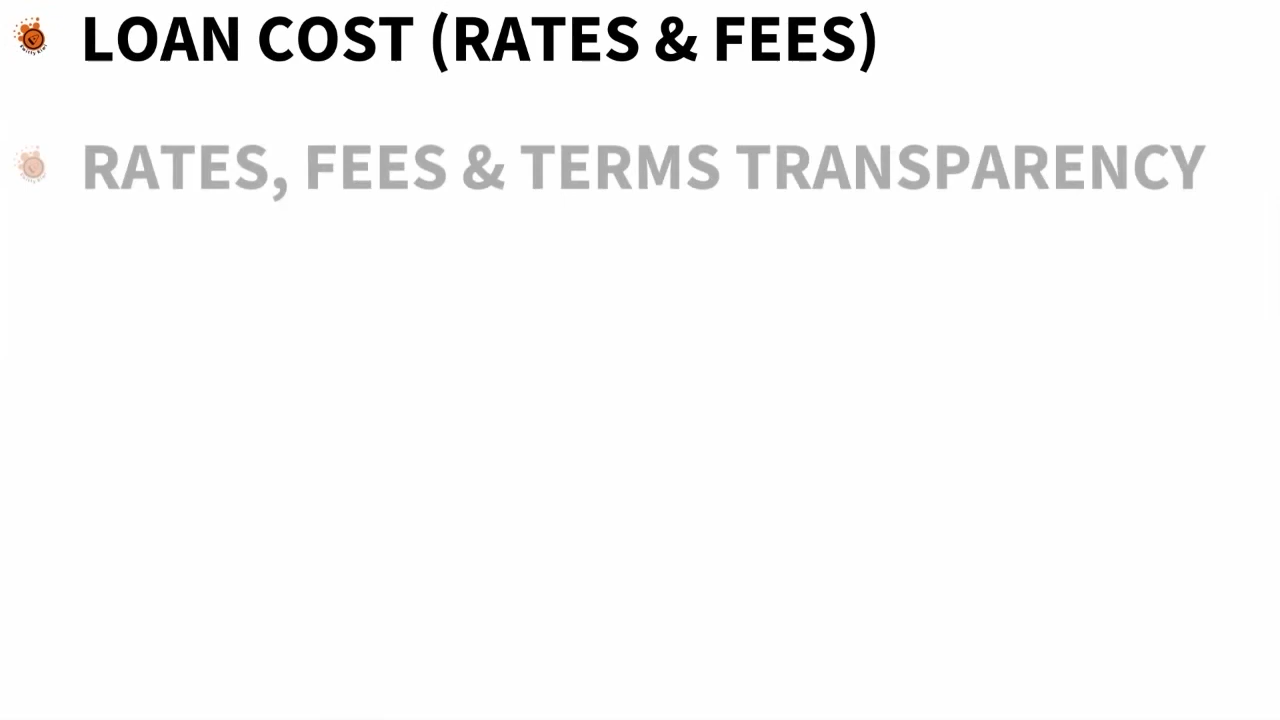 LOAN COST (RATES & FEES)
RATES, FEES & TERMS TRANSPARENCY